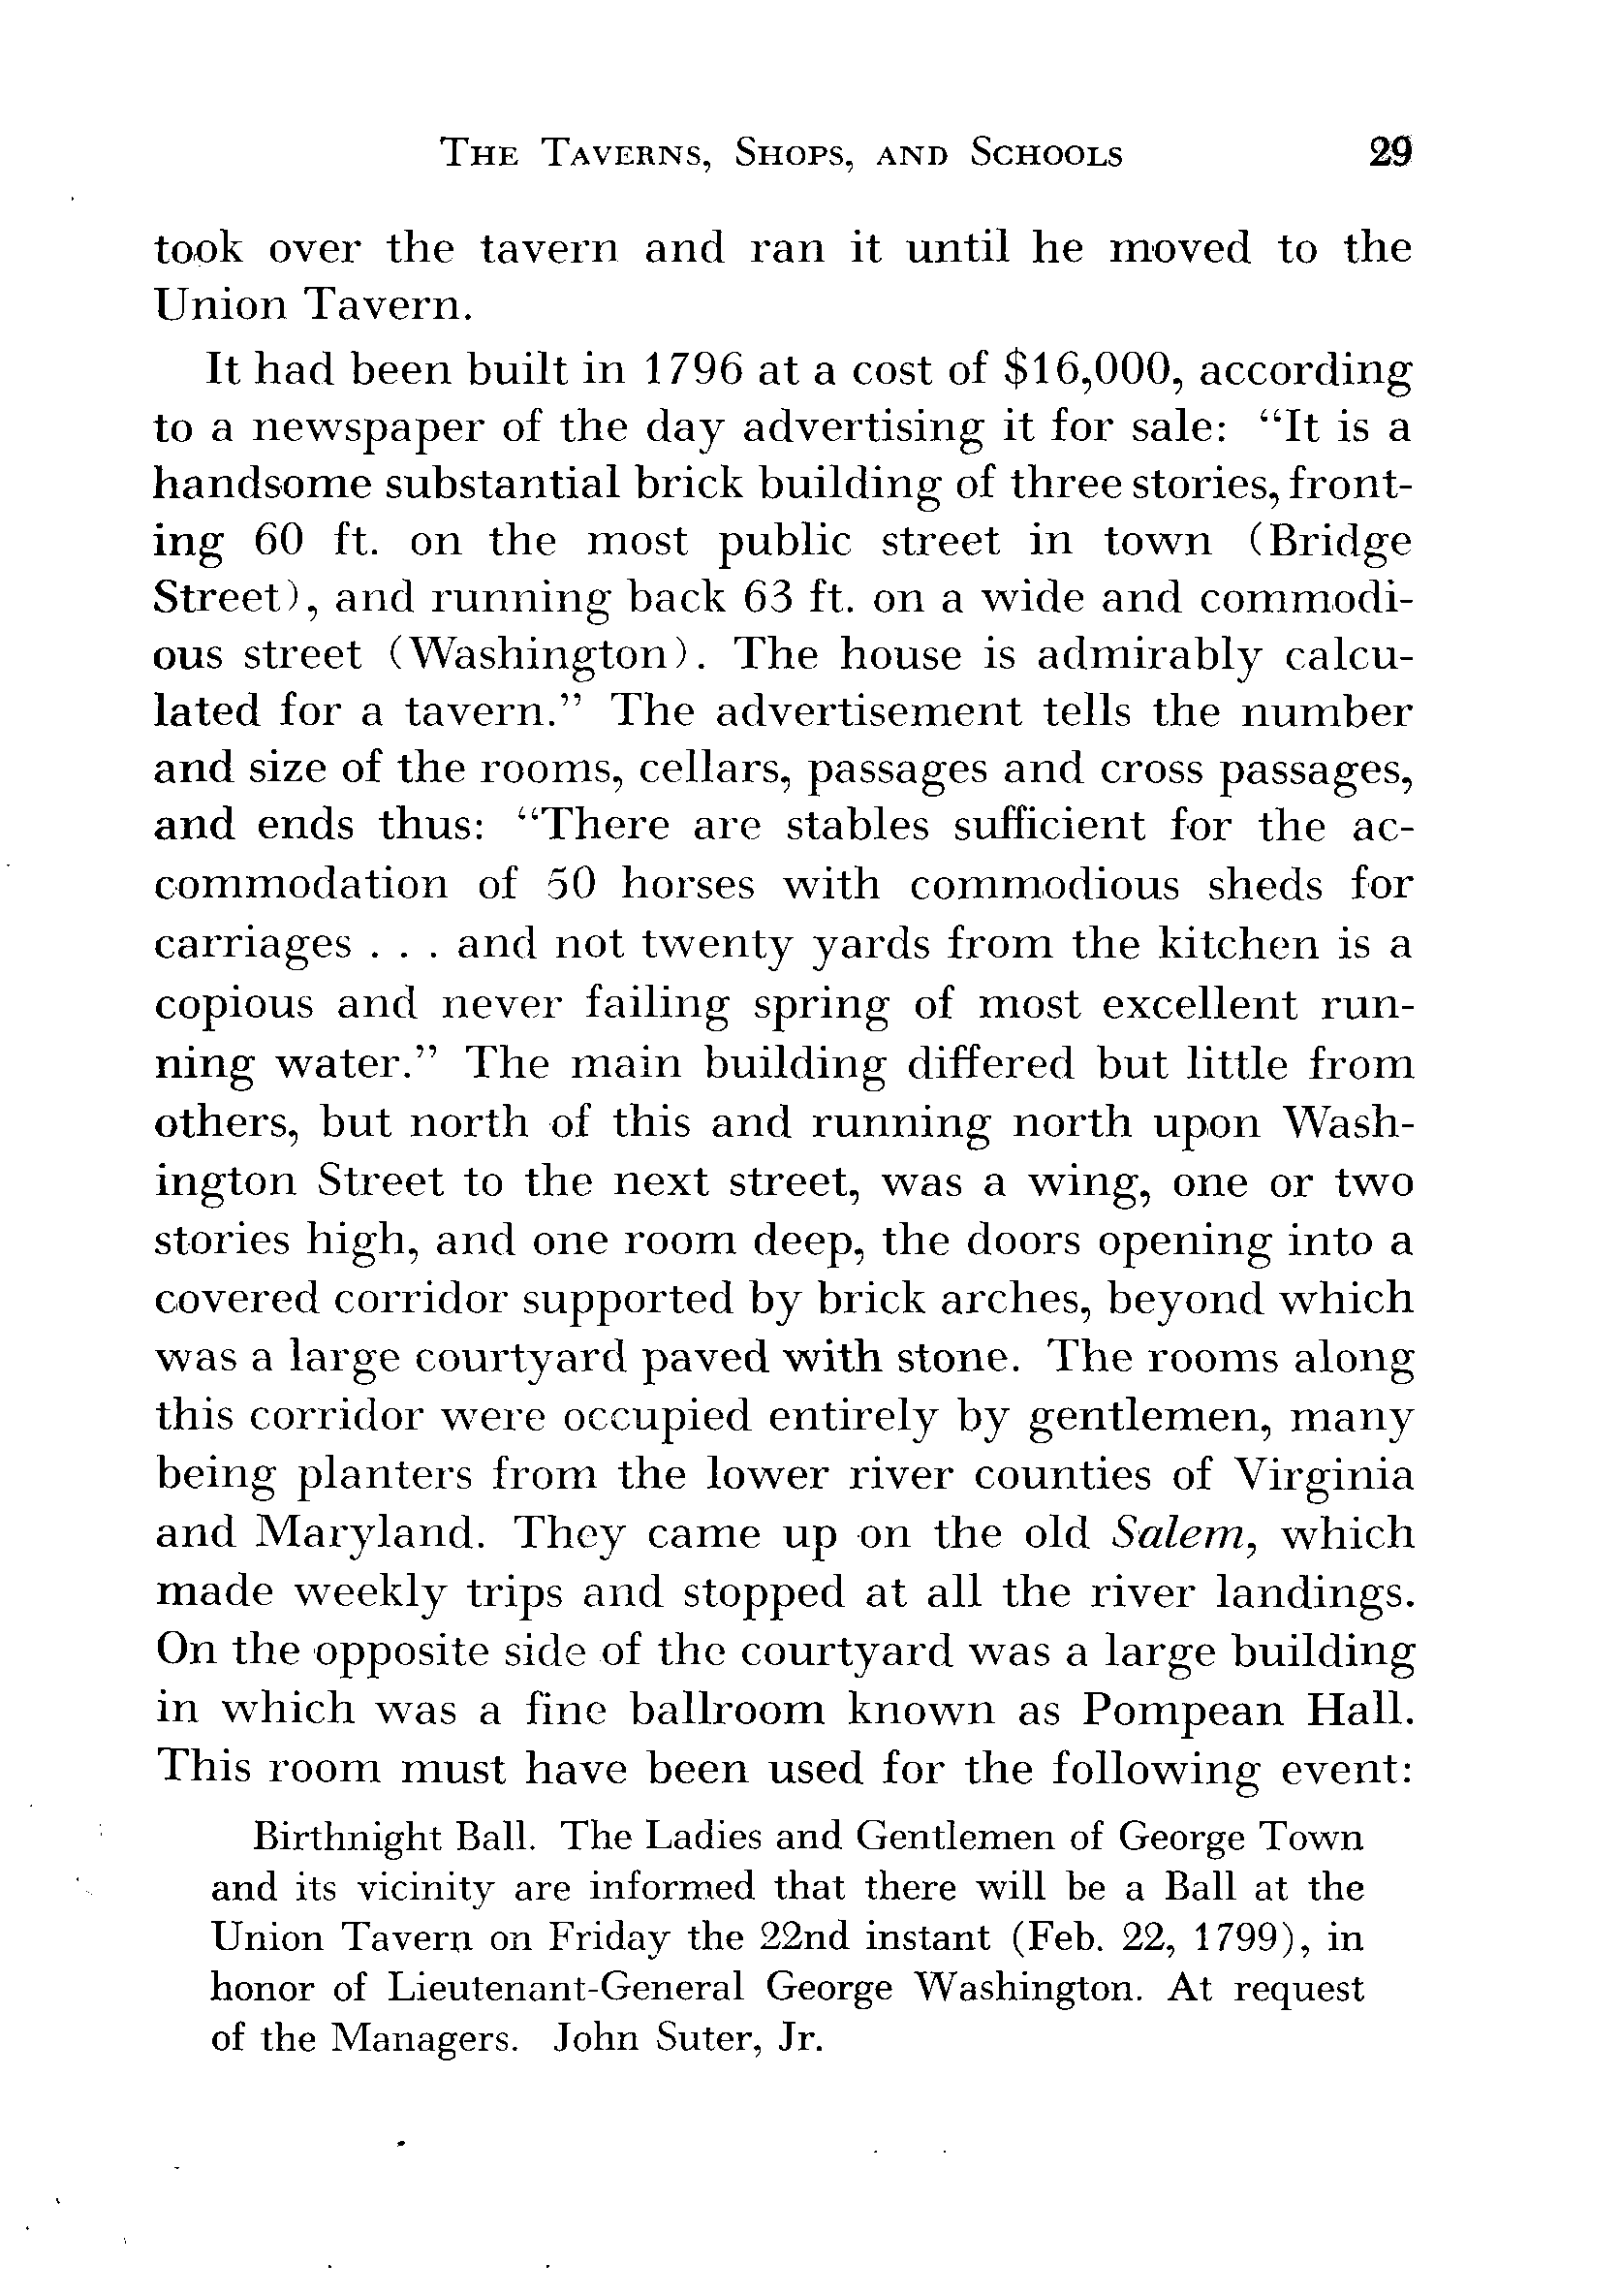 THE TAVERNS, SHOPS, AND SCHOOLS 29
took over the tavern and ran it until he moved to the
Union Tavern.
It had been built in 1796 at a cost of $16,000, according
to a newspaper of the day advertising it for sale: “It is a
handsome substantial brick building of three stories, front-
ing 60 ft. on the most public street in town (Bridge
Street), and running back 63 ft. on a wide and commodi-
ous street (Washington). The house is admirably calcu-
lated for a tavern.” The advertisement tells the number
and size of the rooms, cellars, passages and cross passages,
and ends thus: “There are stables sufficient for the ac-
commodation of 50 horses with commodious sheds for
carriages . . . and not twenty yards from the kitchen is a
copious and never failing spring of most excellent run-
ning water.” The main building differed but little from
others, but north of this and running north upon Wash-
ington Street to the next street, was a wing, one or two
stories high, and one room deep, the doors opening into a
covered corridor supported by brick arches, beyond which
was a large courtyard paved with stone. The rooms along
this corridor were occupied entirely by gentlemen, many
being planters from the lower river counties of Virginia
and Maryland. They came up on the old Salem, which
made weekly trips and stopped at all the river landings.
On the opposite side of the courtyard was a large building
in which was a fine ballroom known as Pompean Hall.
This room must have been used for the following event:
Birthnight Ball. The Ladies and Gentlemen of George Town
and its vicinity are informed that there will be a Ball at the
Union Tavern on Friday the 22nd instant (Feb. 22, 1799), in
honor of Lieutenant-General George Washington. At request
of the Managers. John Suter, Jr.